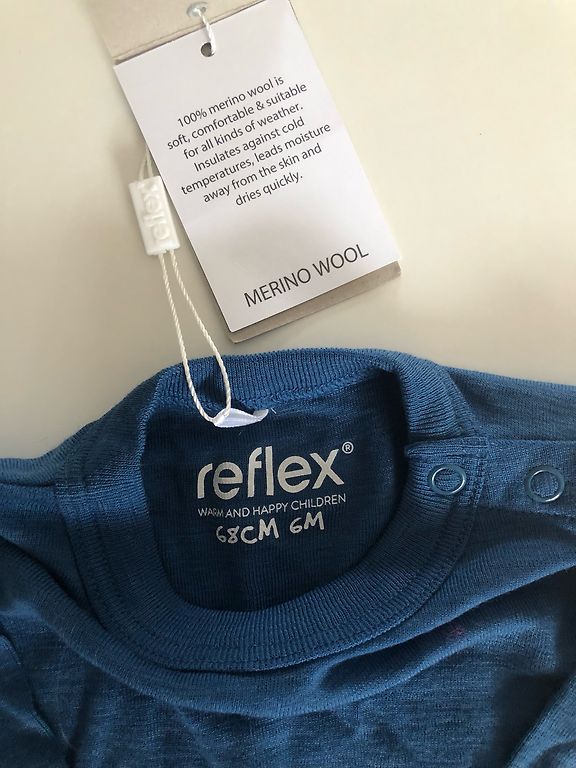 100% merino wool is
soft, comfortable & suitable
for all kinds of weather.
Insulates against cold
temperatures, leads moisture
away from the skin and
dries quickly.
MERINO WOOL
reflex
reflex®
WARM AND HAPPY CHILDREN
68CM 6M